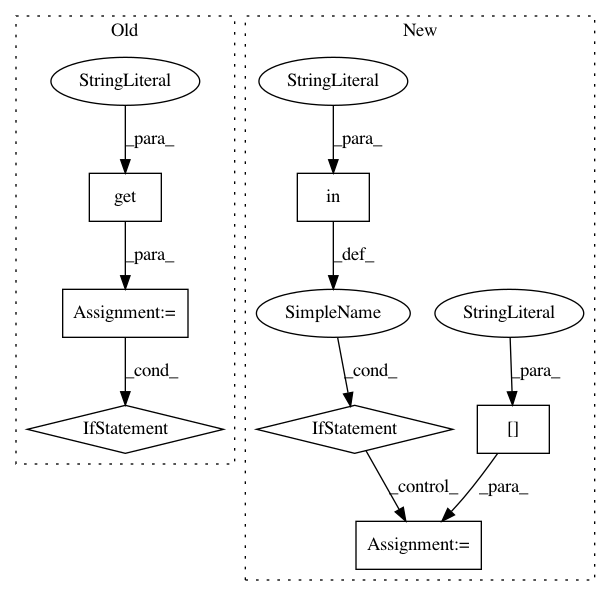 Old
New
StringLiteral
StringLiteral
_para_
_para_
get
in
_para_
_def_
Assignment:=
SimpleName
StringLiteral
_cond_
_cond_
_para_
IfStatement
IfStatement
[]
_control_
_para_
Assignment:=